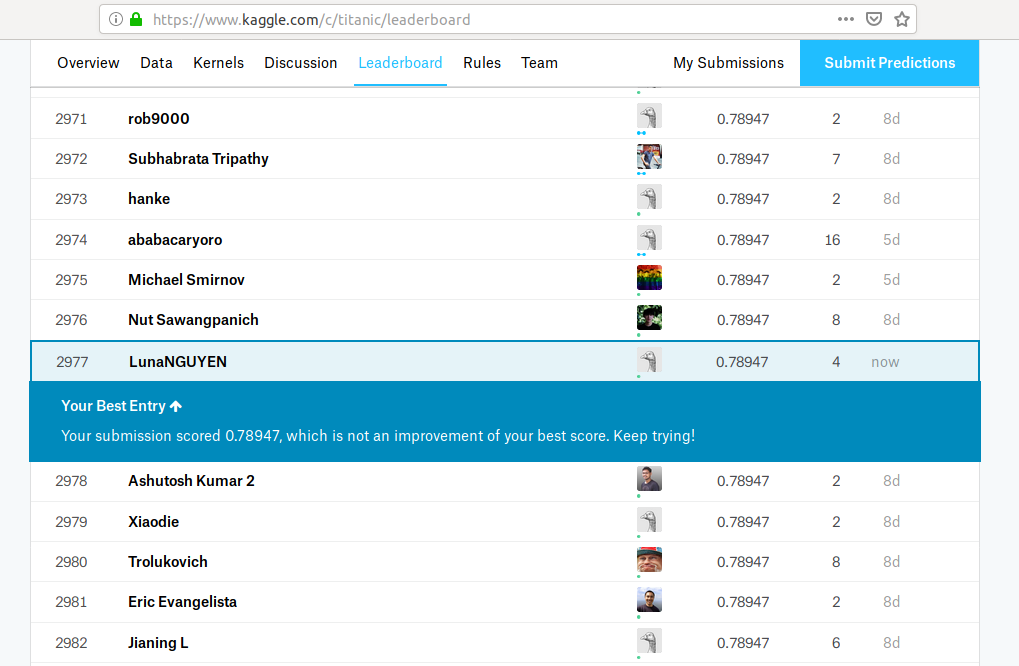 https://www.kaggle.com/c/titanic/leaderboard
Overview Data Kernels Discussion Leaderboard Rules Team My Submissions Submit Predictions
2971 rob9000 0.78947 2 8d
2972 Subhabrata Tripathy 0.78947 7 8d
2973 hanke 0.78947 2 8d
2974 ababacaryoro 0.78947 16 5d
2975 Michael Smirnov 0.78947 2 5d
2976 Nut Sawangpanich 0.78947 8 8d
2977 LunaNGUYEN 0.78947 4 now
Your Best Entry
Your submission scored 0.78947, which is not an improvement of your best score. Keep trying!
2978 Ashutosh Kumar 2 0.78947 2 8d
2979 Xiaodie 0.78947 2 8d
2980 Trolukovich 0.78947 8 8d
2981 Eric Evangelista 0.78947 2 8d
2982 Jianing L 0.78947 6 8d